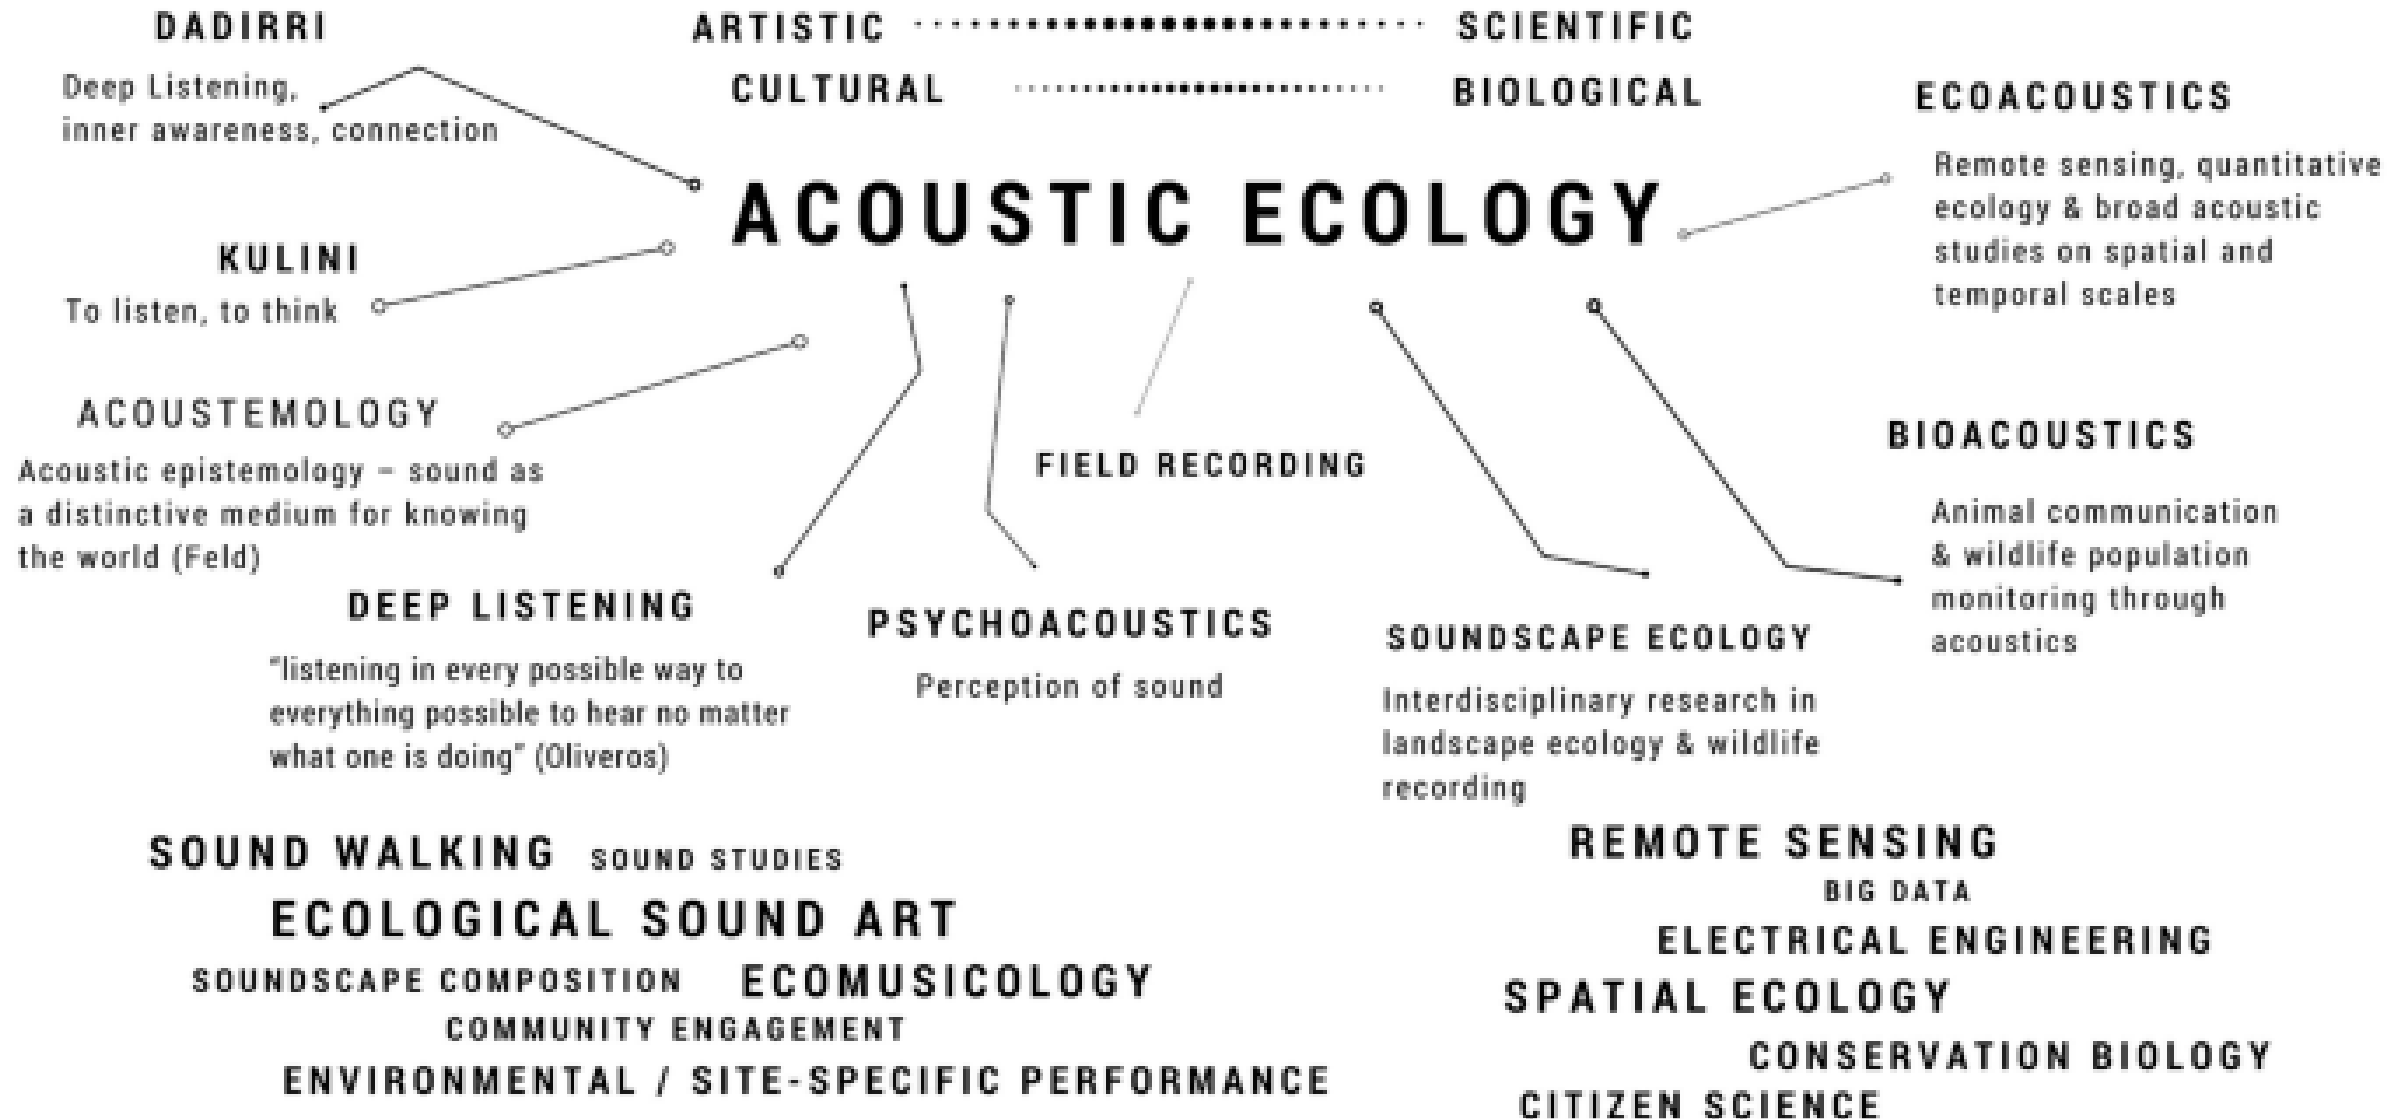 DADIRRI
Deep Listening,
inner awareness, connection
ARTISTIC
SCIENTIFIC
CULTURAL
BIOLOGICAL
ACOUSTIC ECOLOGY
ECOACOUSTICS
Remote sensing, quantitative
ecology & broad acoustic
studies on spatial and
temporal scales
KULINI
To listen, to think
ACOUSTEMOLOGY
Acoustic epistemology – sound as
a distinctive medium for knowing
the world (Feld)
FIELD RECORDING
BIOACOUSTICS
Animal communication
& wildlife population
monitoring through
acoustics
DEEP LISTENING
"listening in every possible way to
everything possible to hear no matter
what one is doing" (Oliveros)
PSYCHOACOUSTICS
Perception of sound
SOUNDSCAPE ECOLOGY
Interdisciplinary research in
landscape ecology & wildlife
recording
SOUND WALKING
SOUND STUDIES
ECOLOGICAL SOUND ART
SOUNDSCAPE COMPOSITION
ECOMUSICOLOGY
COMMUNITY ENGAGEMENT
ENVIRONMENTAL / SITE-SPECIFIC PERFORMANCE
REMOTE SENSING
BIG DATA
ELECTRICAL ENGINEERING
SPATIAL ECOLOGY
CONSERVATION BIOLOGY
CITIZEN SCIENCE